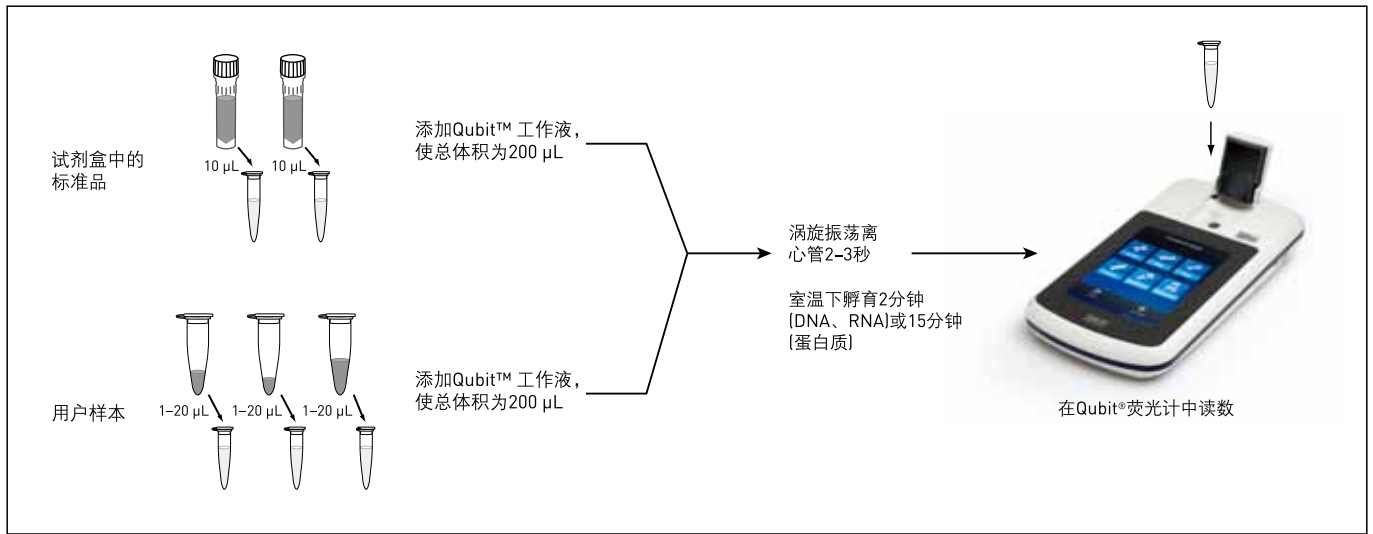 试剂盒中的
标准品
10 μL
10 μL
添加Qubit™ 工作液，
使总体积为200 μL
用户样本
1–20 μL
1–20 μL
1–20 μL
添加Qubit™ 工作液，
使总体积为200 μL
涡旋振荡离
心管2–3秒
室温下孵育2分钟
(DNA、RNA)或15分钟
(蛋白质)
在Qubit®荧光计中读数